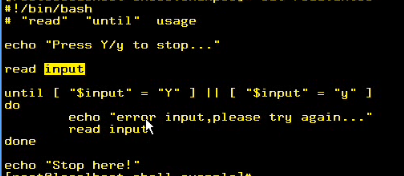 #!/bin/bash
# "read" "until" usage
echo "Press Y/y to stop..."
read input
until [ "$input" = "Y" ] || [ "$input" = "y" ]
do
echo "error input,please try again..."
read input
done
echo "Stop here!"